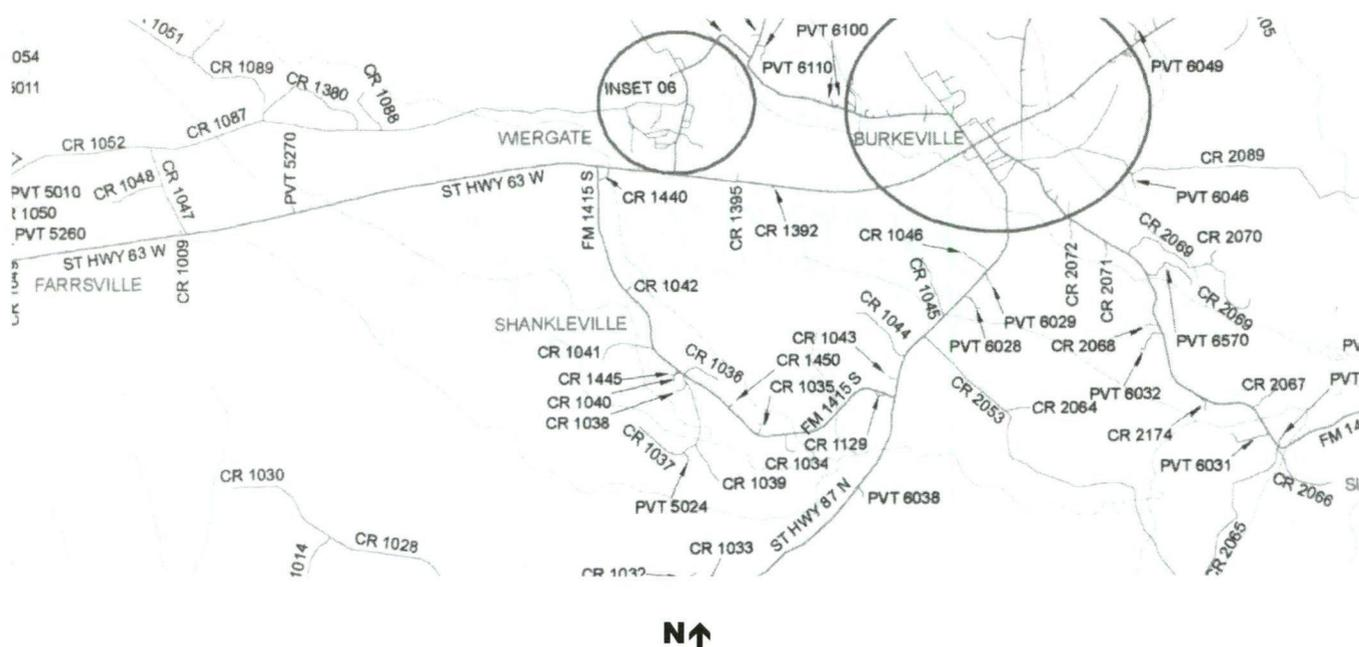 1051
PVT 6100
1054
CR 1089
CR 1380
CR 1088
PVT 6110
PVT 6049
5011
INSET 06
CR 1087
CR 1052
PVT 5270
WIERGATE
BURKEVILLE
CR 2089
PVT 5010
CR 1048
CR 1047
ST HWY 63 W
FM 1415 S
CR 1440
CR 1395
PVT 6046
R 1050
PVT 5260
CR 1392
CR 1046
ST HWY 63 W
CR 1009
FARRSVILLE
CR 2072
CR 2071
CR 2069
CR 2070
CR 1042
CR 1045
CR 2069
SHANKLEVILLE
CR 1044
PVT 6029
PVT 6028
CR 1043
CR 2068
PVT 6570
CR 1041
CR 1036
CR 1450
CR 1445
CR 1035
CR 1040
CR 1038
FM 1415 S
PVT 6032
CR 2067
CR 2053
CR 2064
CR 1129
CR 2174
CR 1037
CR 1034
PVT 6031
CR 1030
CR 1039
PVT 5024
PVT 6038
CR 2066
ST HWY 87 N
CR 1028
1014
CR 1033
CR 1032
CR 2065
N